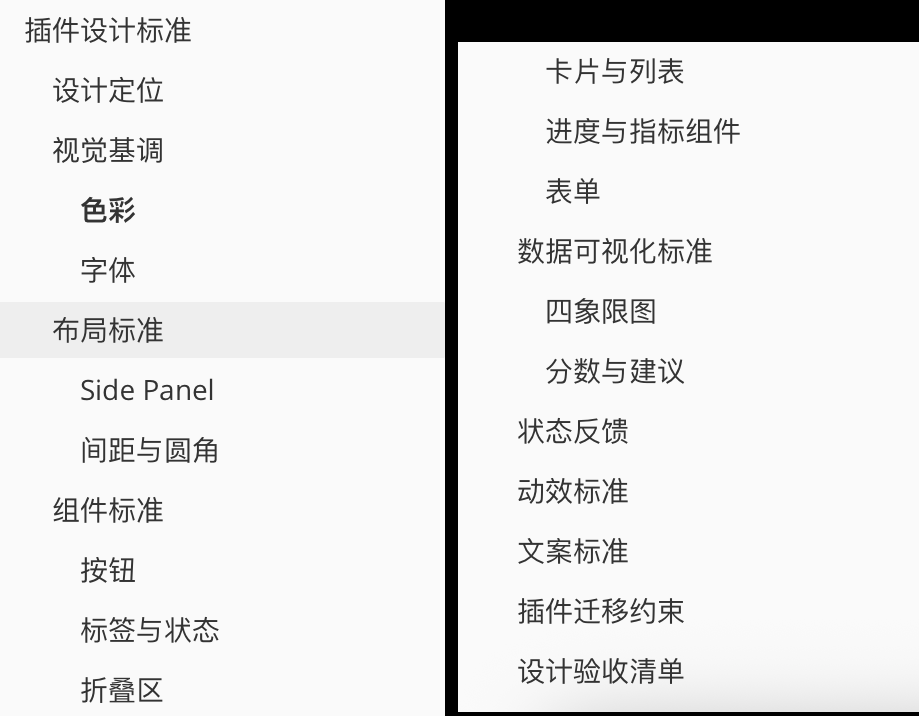 插件设计标准
设计定位
视觉基调
色彩
字体
布局标准
Side Panel
间距与圆角
组件标准
按钮
标签与状态
折叠区
卡片与列表
进度与指标组件
表单
数据可视化标准
四象限图
分数与建议
状态反馈
动效标准
文案标准
插件迁移约束
设计验收清单